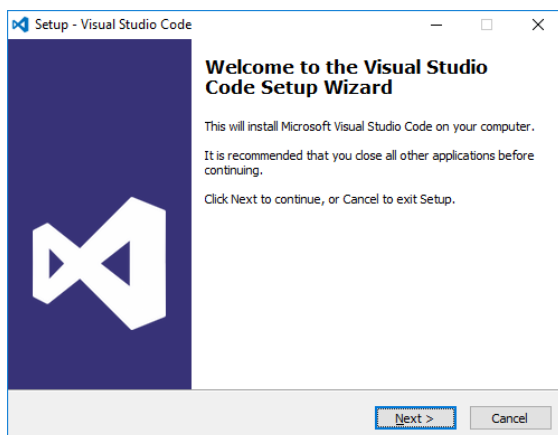 Setup - Visual Studio Code
Welcome to the Visual Studio
Code Setup Wizard
This will install Microsoft Visual Studio Code on your computer.
It is recommended that you close all other applications before
continuing.
Click Next to continue, or Cancel to exit Setup.
Next >
Cancel